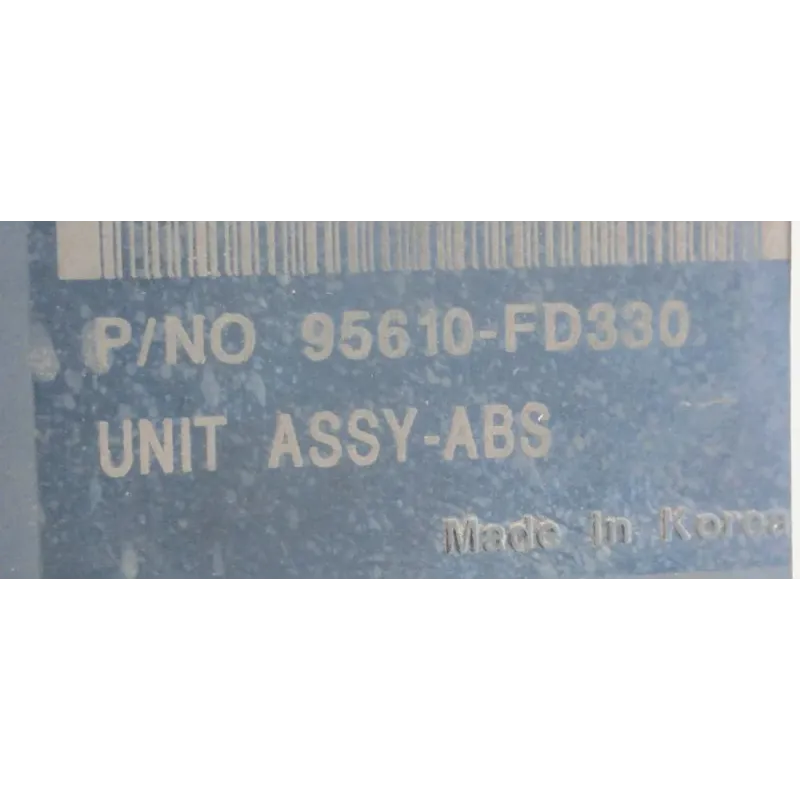 P/NO 95610-FD330
UNIT ASSY-ABS
Made In Korea